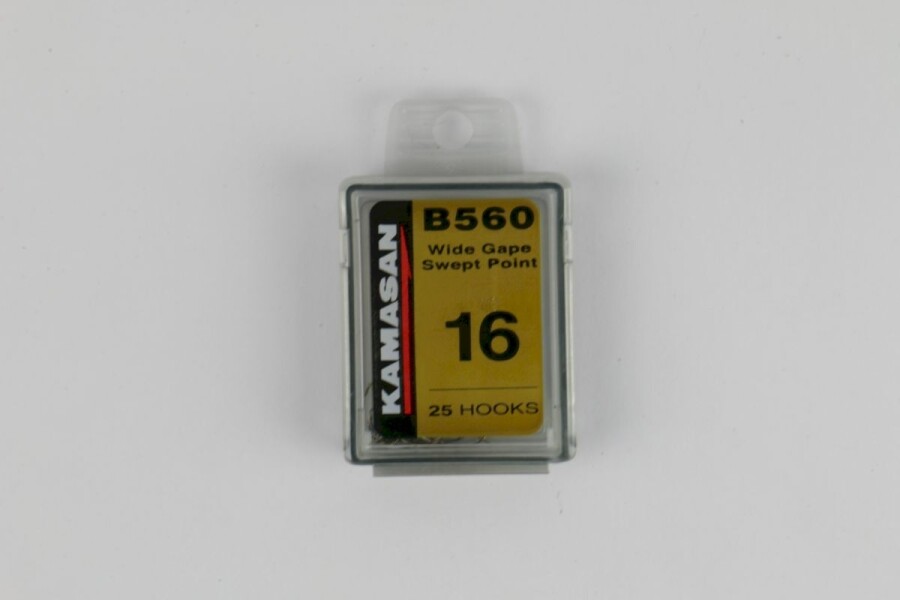 KAMASAN
B560
Wide Gape
Swept Point
16
25 HOOKS